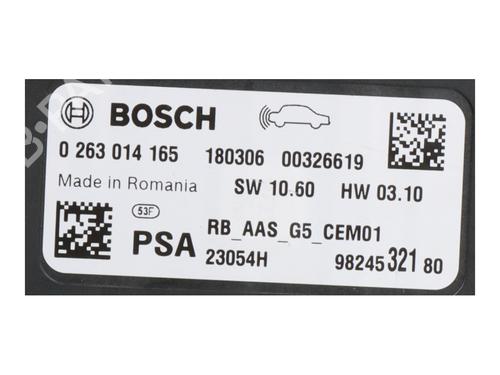 BOSCH
0 263 014 165 180306 00326619
Made in Romania SW 10.60 HW 03.10
53F
PSA RB_AAS_G5_CEM01
23054H 98245 321 80